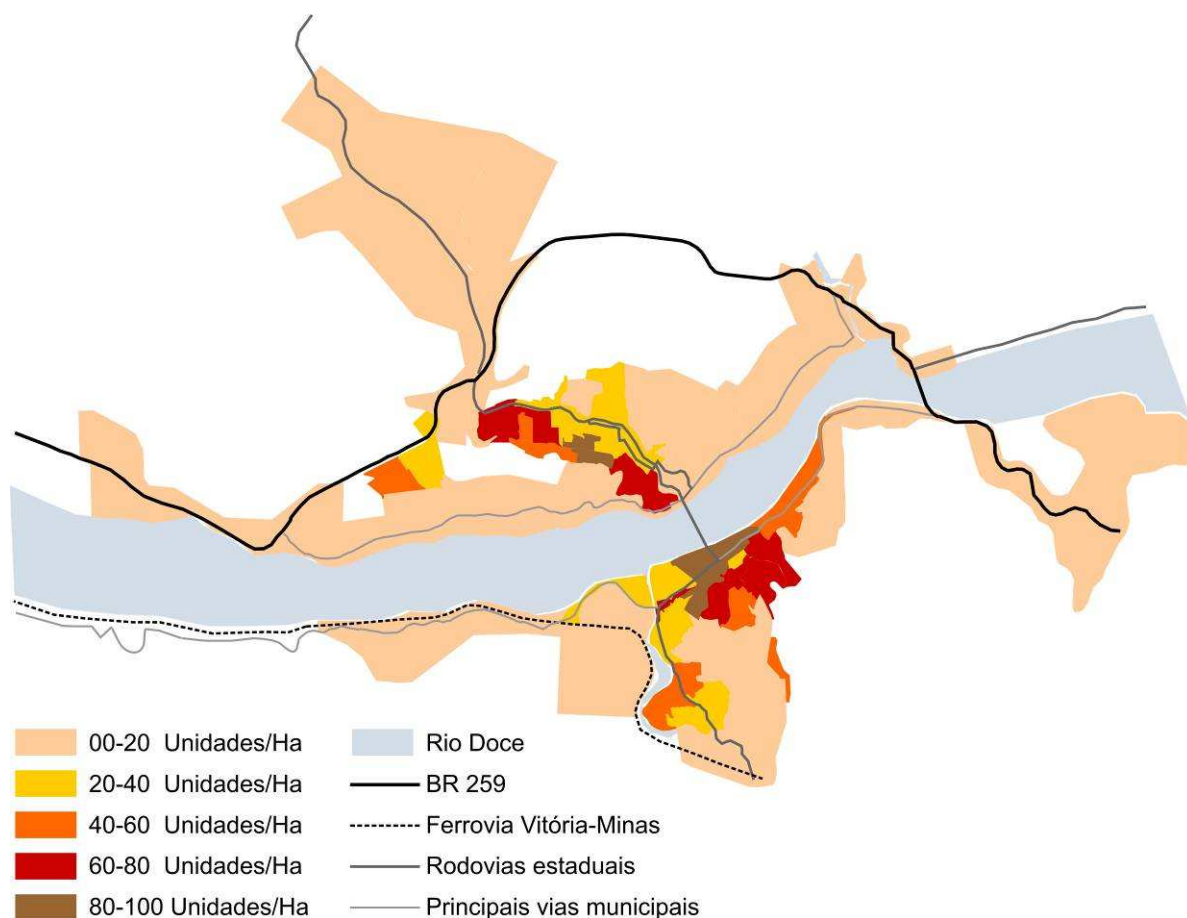 00-20 Unidades/Ha
20-40 Unidades/Ha
40-60 Unidades/Ha
60-80 Unidades/Ha
80-100 Unidades/Ha
Rio Doce
BR 259
Ferrovia Vitória-Minas
Rodovias estaduais
Principais vias municipais